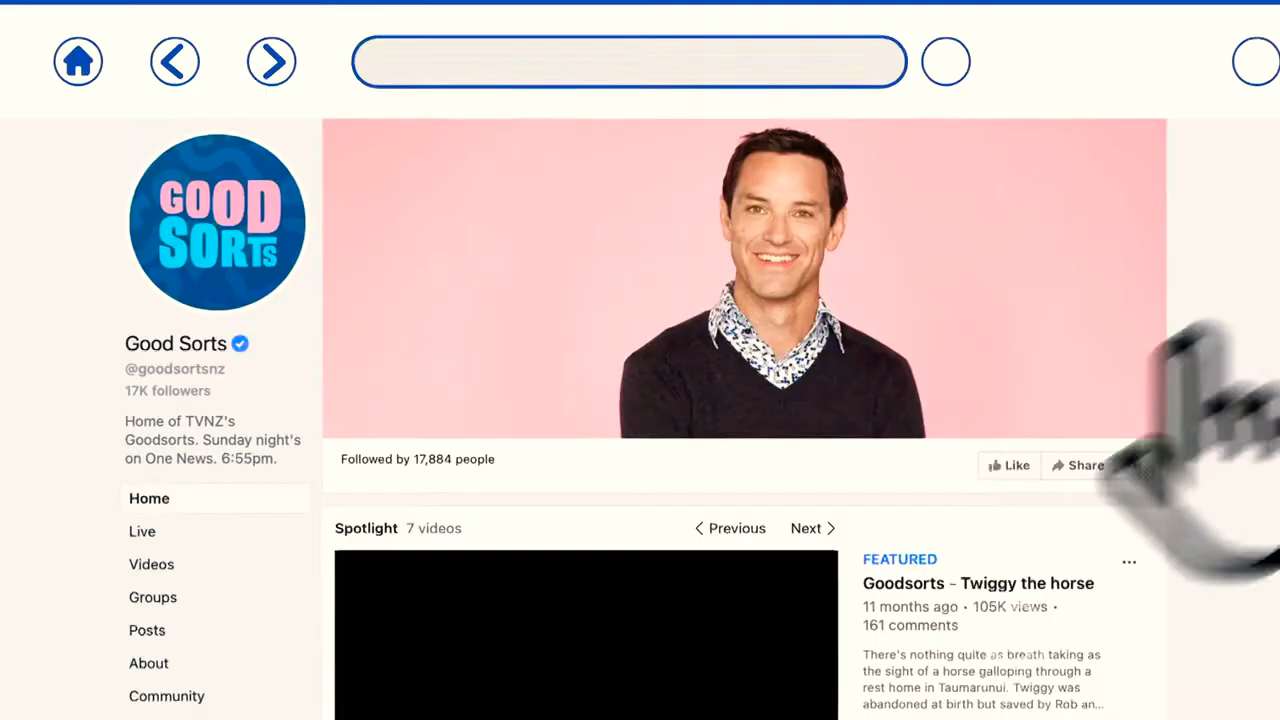 GOOD
SORTS
Good Sorts
@goodsortsnz
17K followers
Home of TVNZ's
Goodsorts. Sunday night's
on One News. 6:55pm.
Home
Live
Videos
Groups
Posts
About
Community
Followed by 17,884 people
Like
Share
Spotlight 7 videos
Previous
Next
FEATURED
Goodsorts - Twiggy the horse
11 months ago • 105K views •
161 comments
There's nothing quite as breath taking as
the sight of a horse galloping through a
rest home in Taumarunui. Twiggy was
abandoned at birth but saved by Rob an...